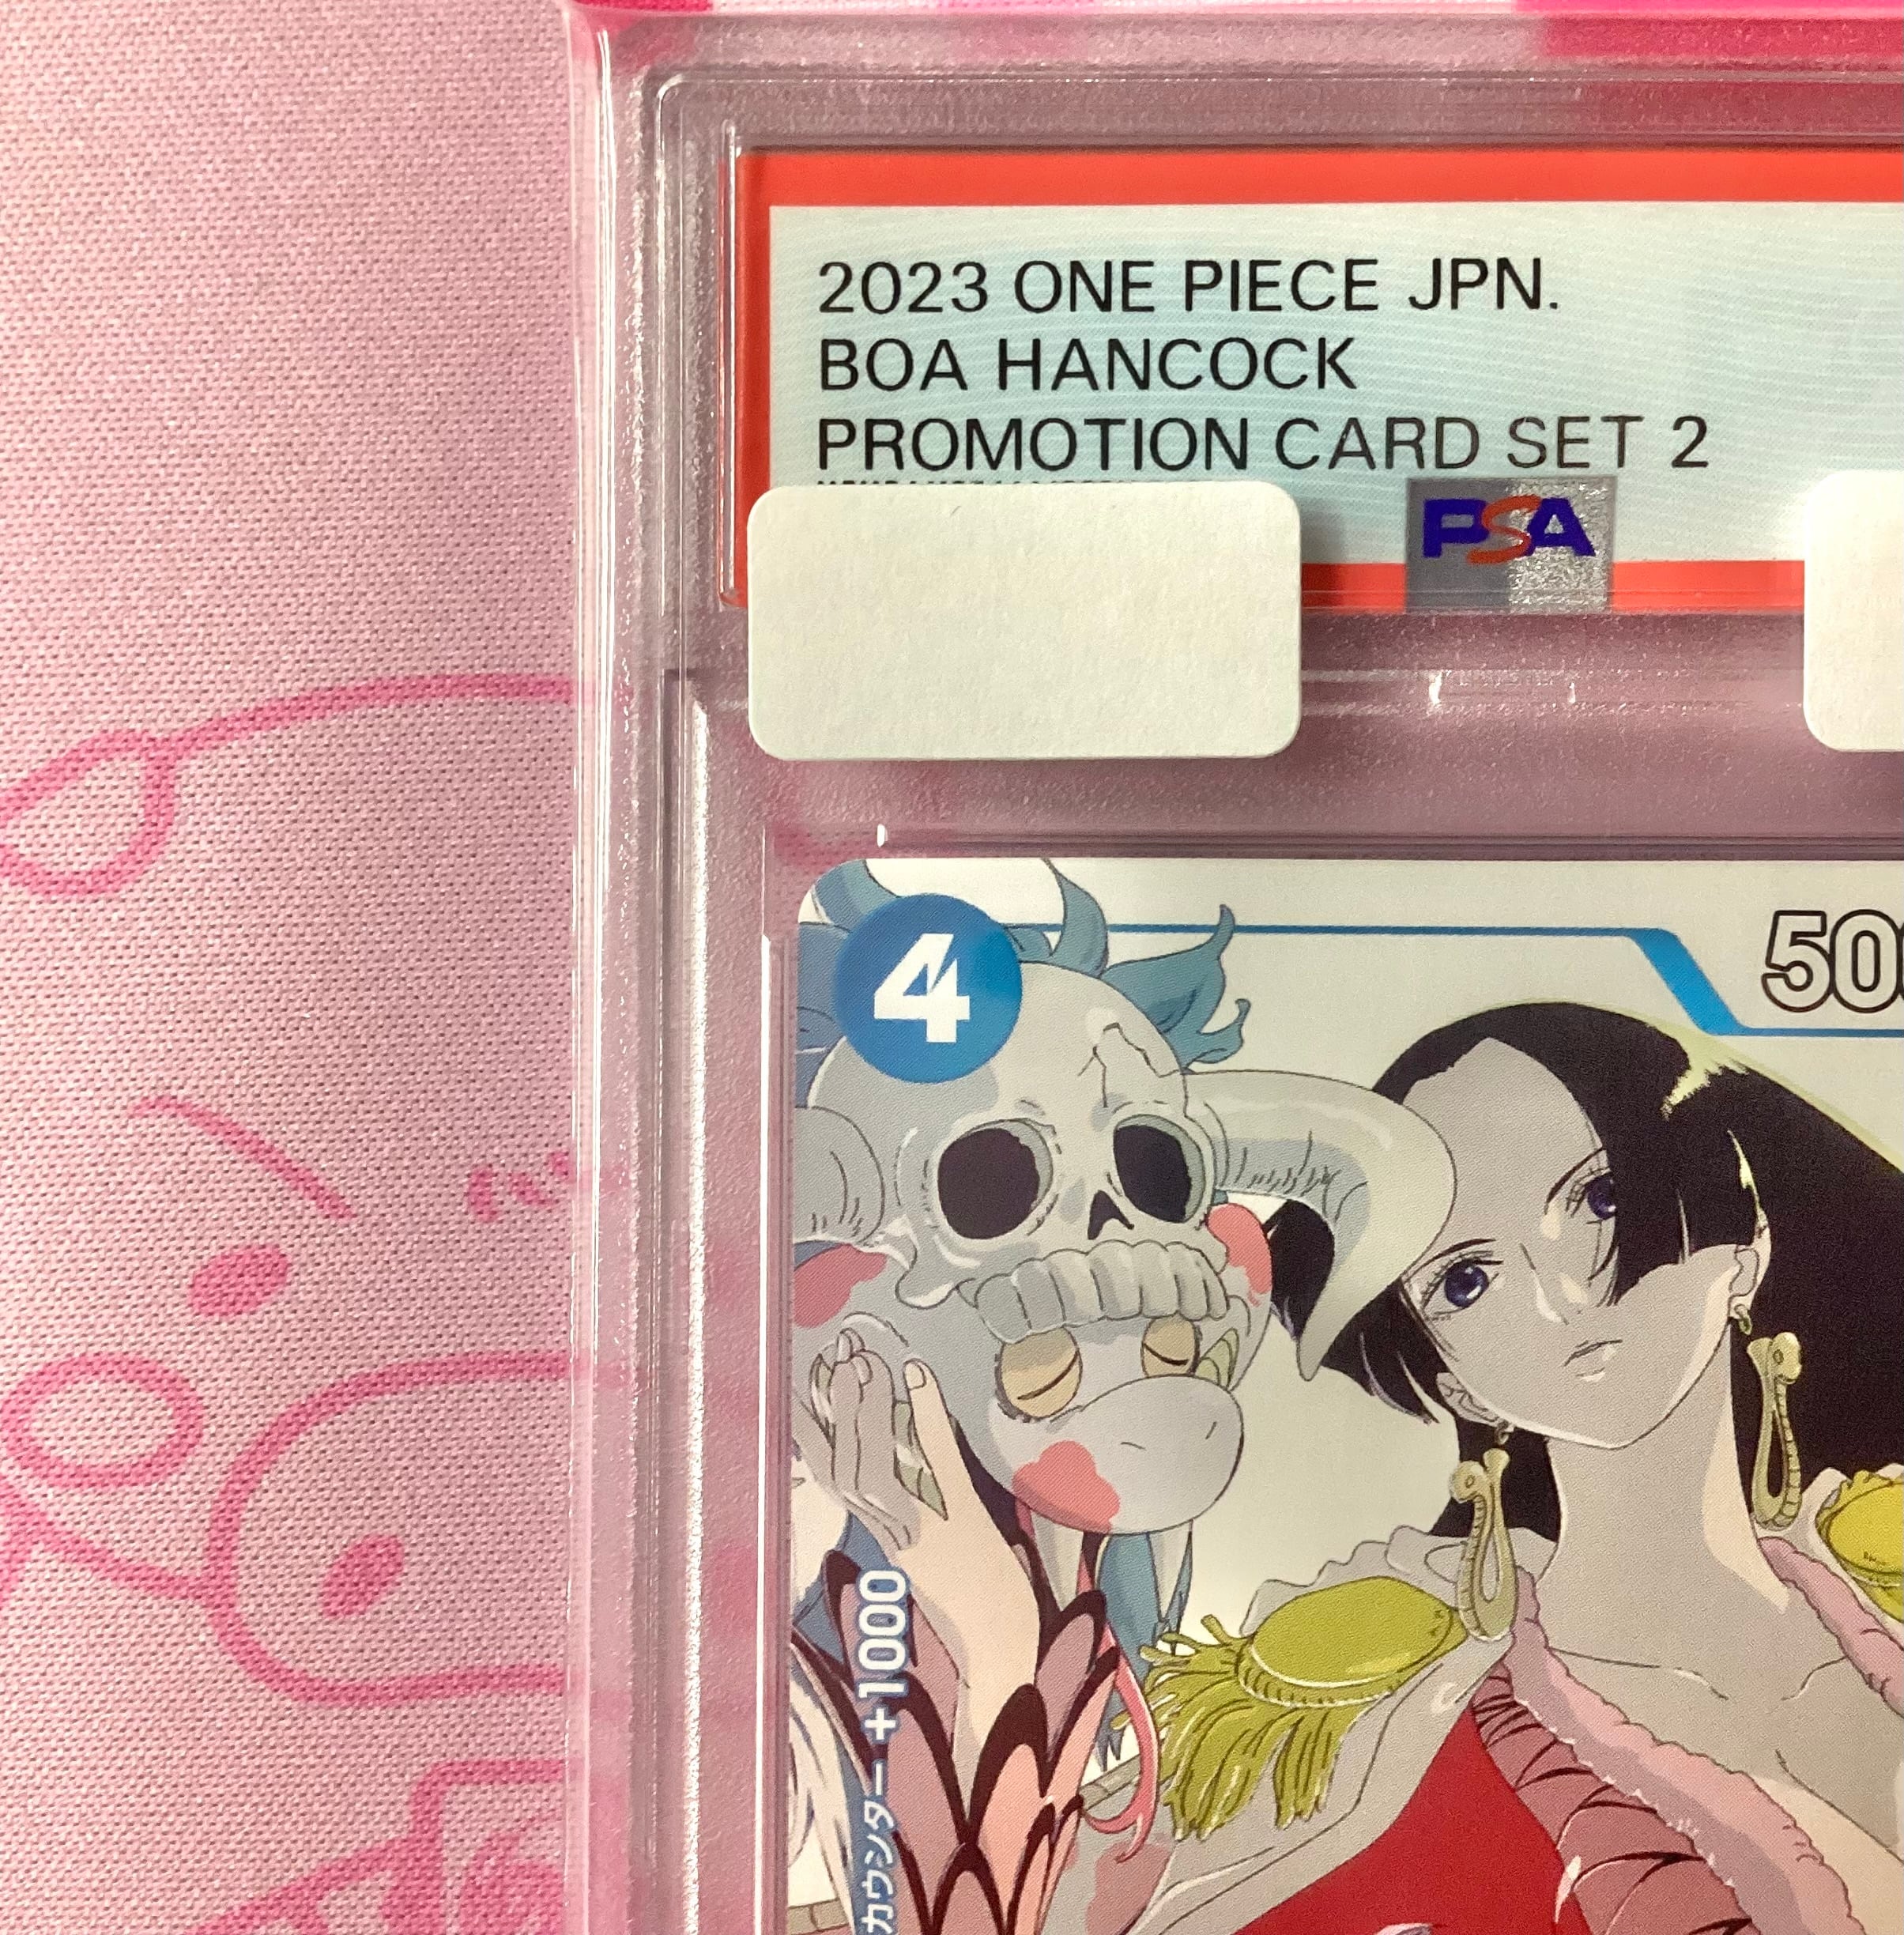 2023 ONE PIECE JPN.
BOA HANCOCK
PROMOTION CARD SET 2
PSA
4
カウンター +1000